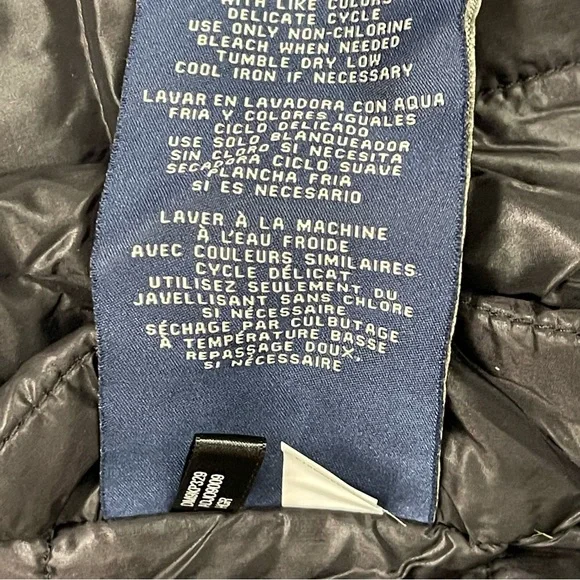 WITH LIKE COLORS
DELICATE CYCLE
USE ONLY NON-CHLORINE
BLEACH WHEN NEEDED
TUMBLE DRY LOW
COOL IRON IF NECESSARY
LAVAR EN LAVADORA CON AQUA
FRIA Y COLORES IGUALES
CICLO DELICADO
USE SOLO BLANQUEADOR
SIN CLORO SI NECESITA
SECADORA CICLO SUAVE
PLANCHA FRIA
SI ES NECESARIO
LAVER À LA MACHINE
À L'EAU FROIDE
AVEC COULEURS SIMILAIRES
CYCLE DÉLICAT
UTILISEZ SEULEMENT DU
JAVELLISANT SANS CHLORE
SI NÉCESSAIRE
SÉCHAGE PAR CULBUTAGE
À TEMPÉRATURE BASSE
REPASSAGE DOUX,
SI NÉCESSAIRE